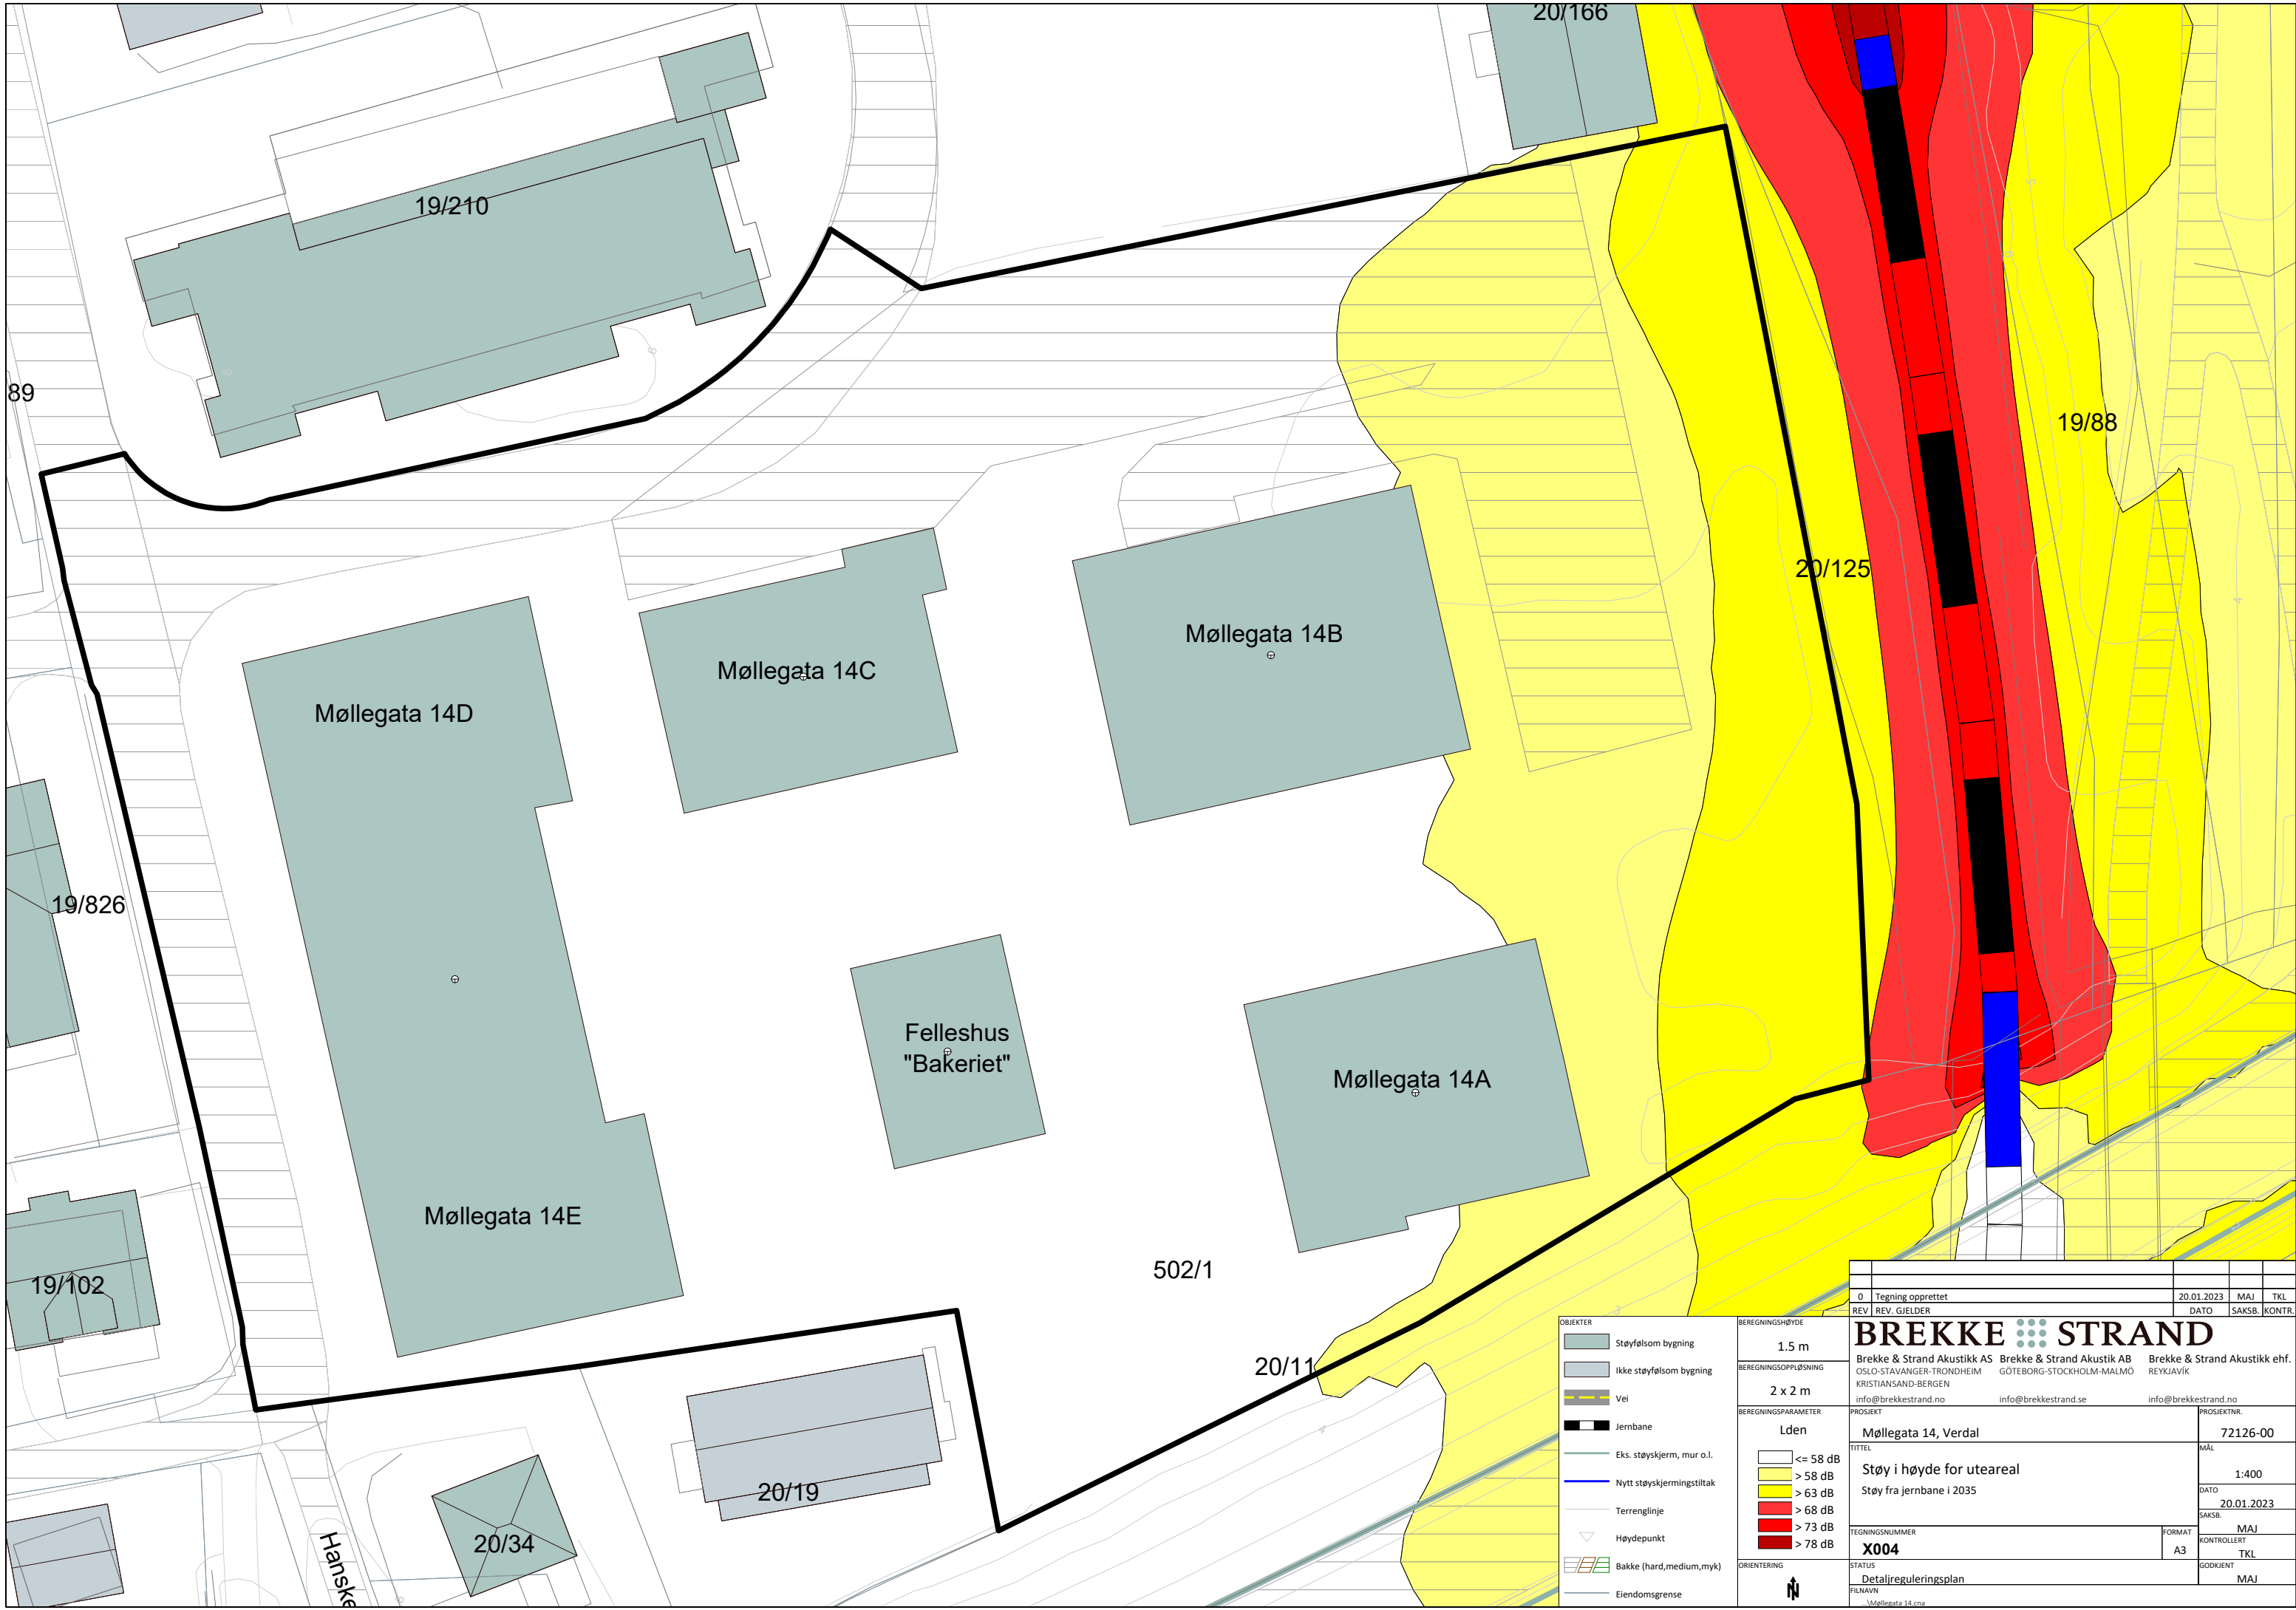 20/166
19/210
89
19/88
20/125
Møllegata 14B
Møllegata 14C
Møllegata 14D
19/826
Felleshus
"Bakeriet"
Møllegata 14A
Møllegata 14E
502/1
19/102
20/11
20/19
20/34
Hanske
OBJEKTER
Støyfølsom bygning
Ikke støyfølsom bygning
Vei
Jernbane
Eks. støyskjerm, mur o.l.
Nytt støyskjermingstiltak
Terrenglinje
Høydepunkt
Bakke (hard,medium,myk)
Eiendomsgrense
BEREGNINGSHØYDE
1.5 m
BEREGNINGSOPPLØSNING
2 x 2 m
BEREGNINGSPARAMETER
Lden
<= 58 dB
> 58 dB
> 63 dB
> 68 dB
> 73 dB
> 78 dB
ORIENTERING
N
0 Tegning opprettet 20.01.2023 MAJ TKL
REV REV. GJELDER DATO SAKSB. KONTR.
BREKKE STRAND
Brekke & Strand Akustikk AS Brekke & Strand Akustik AB Brekke & Strand Akustikk ehf.
OSLO-STAVANGER-TRONDHEIM GÖTEBORG-STOCKHOLM-MALMÖ REYKJAVÍK
KRISTIANSAND-BERGEN
info@brekkestrand.no info@brekkestrand.se info@brekkestrand.no
PROSJEKT
Møllegata 14, Verdal
PROSJEKTNR.
72126-00
TITTEL
Støy i høyde for uteareal
Støy fra jernbane i 2035
MÅL
1:400
DATO
20.01.2023
SAKSB.
MAJ
TEGNINGSNUMMER
X004
FORMAT
A3
KONTROLLERT
TKL
STATUS
Detaljreguleringsplan
GODKJENT
MAJ
FILNAVN
...\Møllegata 14.cna